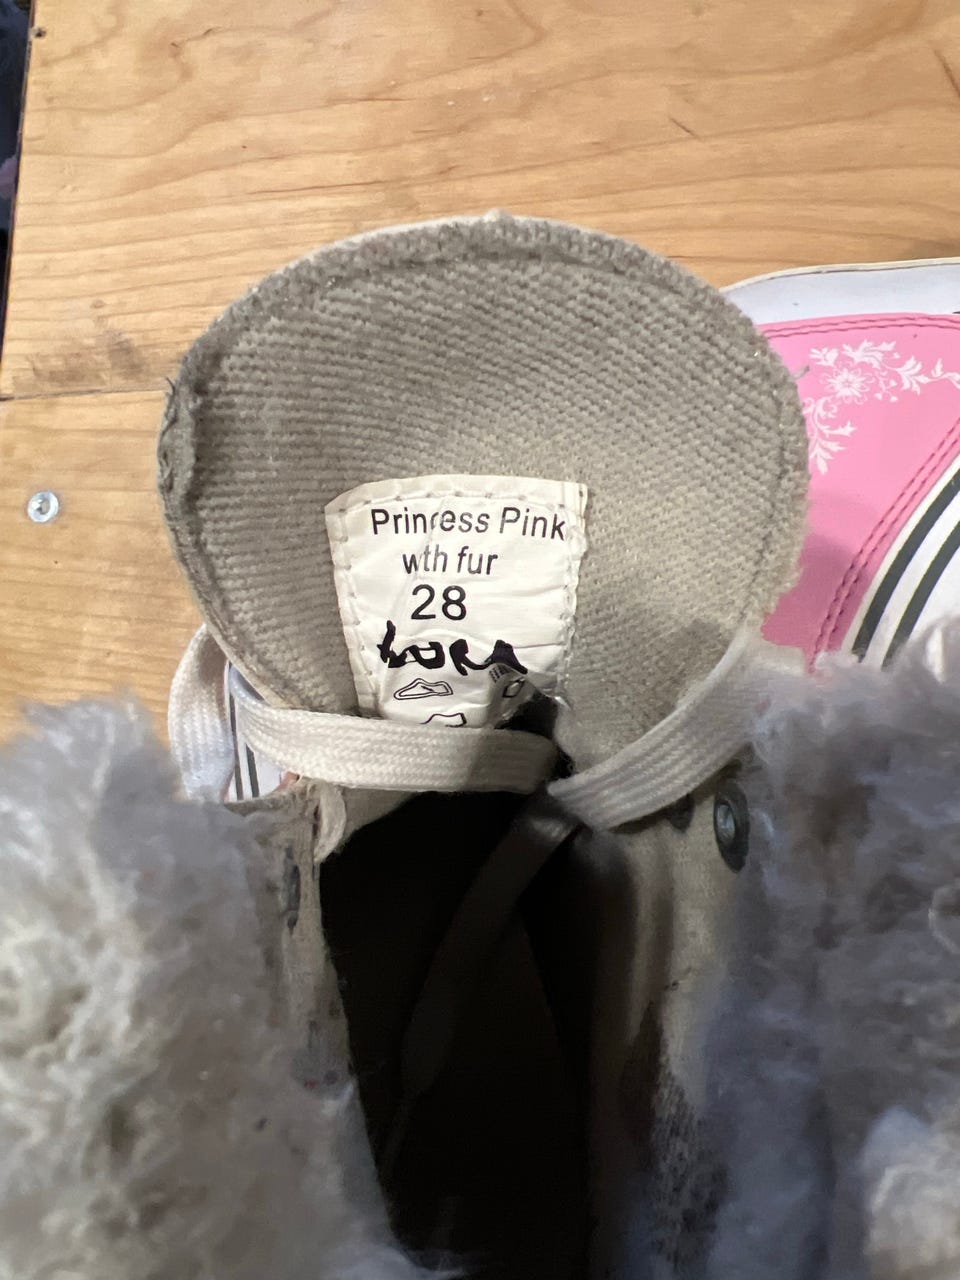 Princess Pink
wth fur
28